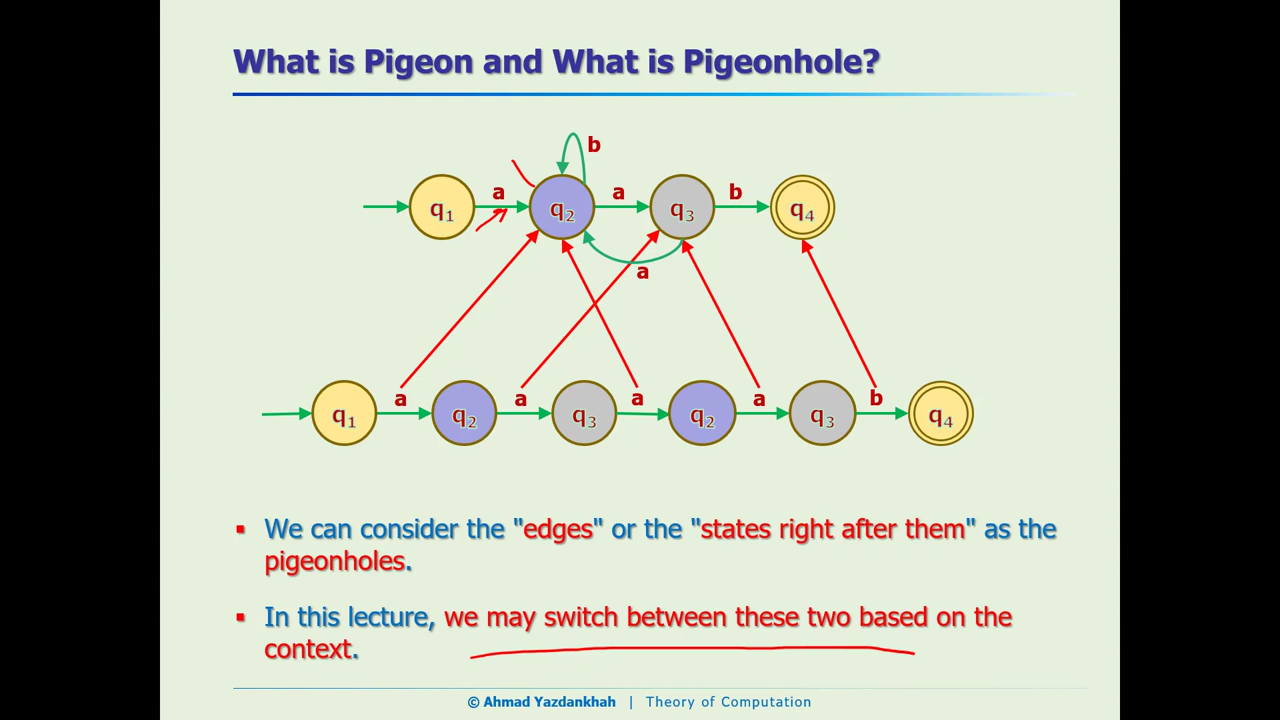 What is Pigeon and What is Pigeonhole?
b
a a b
q1 q2 q3 q4
a
a a a a b
q1 q2 q3 q2 q3 q4
▪ We can consider the "edges" or the "states right after them" as the
pigeonholes.
▪ In this lecture, we may switch between these two based on the
context.
© Ahmad Yazdankhah | Theory of Computation